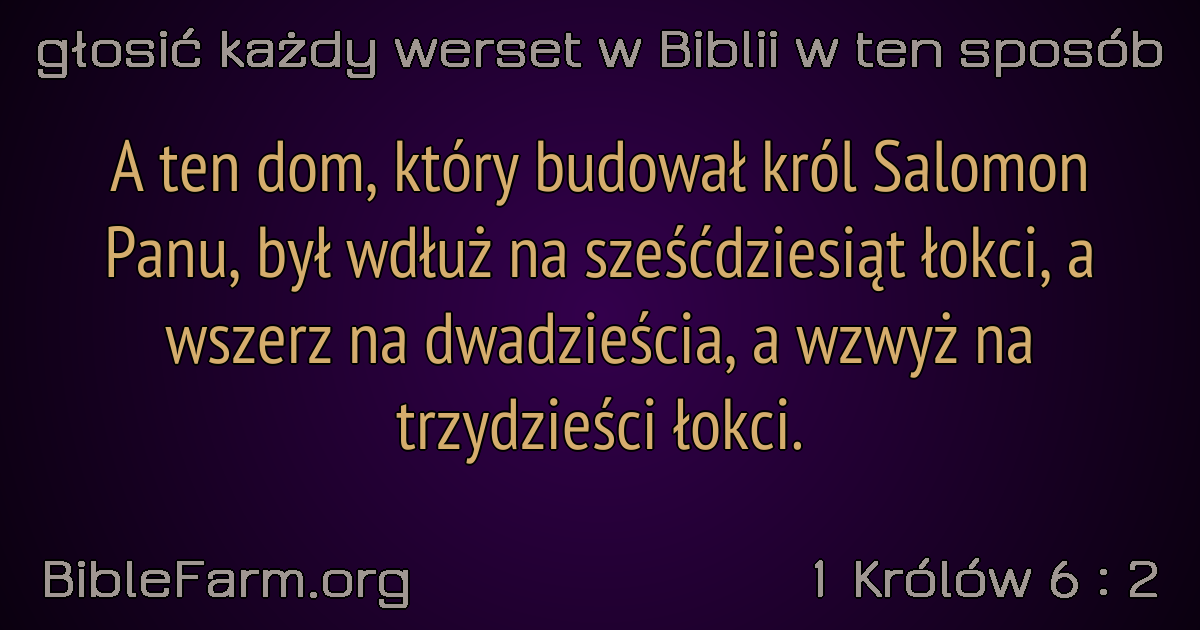 głosić każdy werset w Biblii w ten sposób
A ten dom, który budował król Salomon
Panu, był wdłuż na sześćdziesiąt łokci, a
wszerz na dwadzieścia, a wzwyż na
trzydzieści łokci.
BibleFarm.org
1 Królów 6 : 2